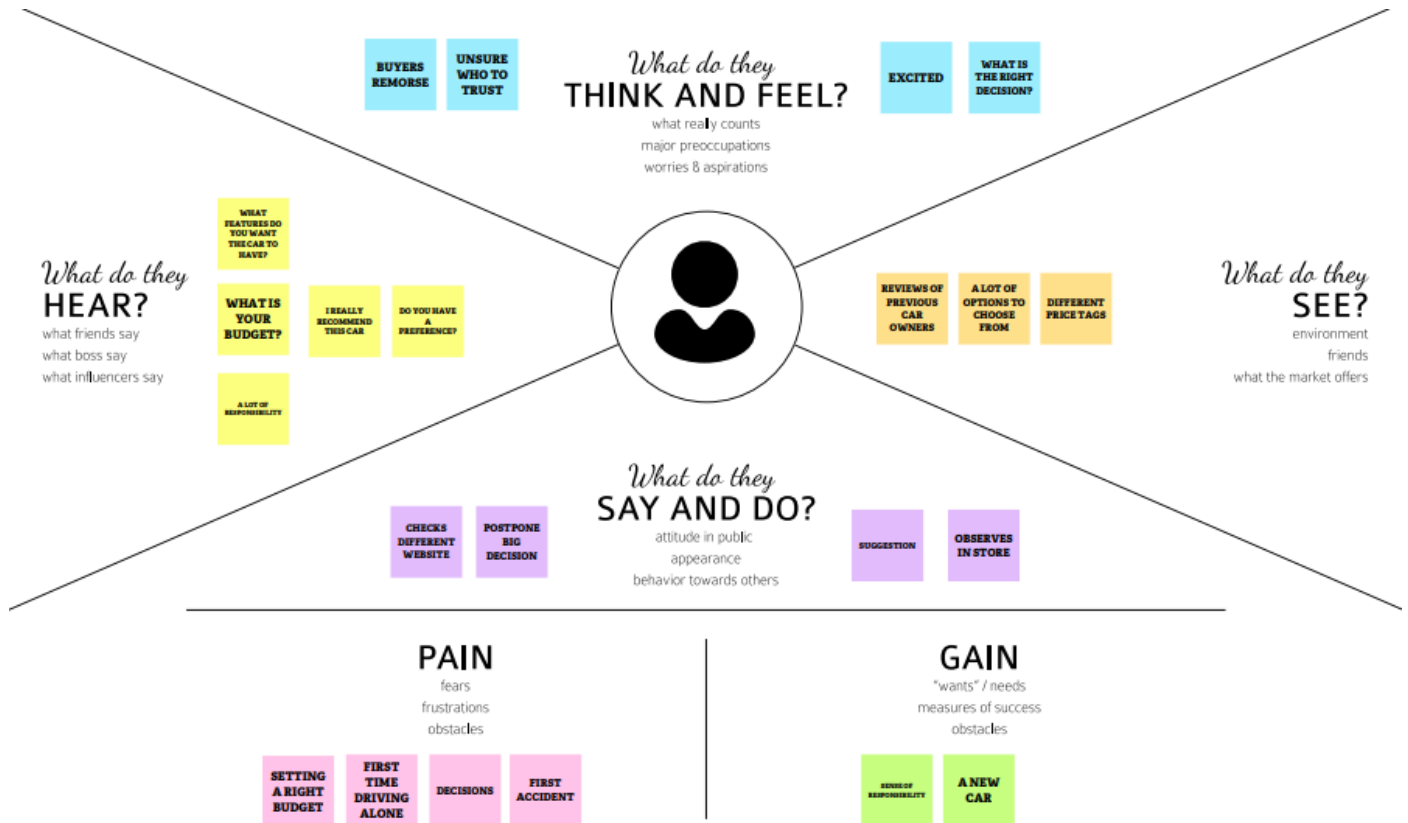 BUYERS
REMORSE
UNSURE
WHO TO
TRUST
What do they
THINK AND FEEL?
what really counts
major preoccupations
worries & aspirations
EXCITED
WHAT IS
THE RIGHT
DECISION?
What do they
HEAR?
what friends say
what boss say
what influencers say
WHAT
FEATURES DO
YOU WANT
THE CAR TO
HAVE?
WHAT IS
YOUR
BUDGET?
I REALLY
RECOMMEND
THIS CAR
DO YOU HAVE
A
PREFERENCE?
A LOT OF
RESPONSIBILITY
REVIEWS OF
PREVIOUS
CAR
OWNERS
A LOT OF
OPTIONS TO
CHOOSE
FROM
DIFFERENT
PRICE TAGS
What do they
SEE?
environment
friends
what the market offers
CHECKS
DIFFERENT
WEBSITE
POSTPONE
BIG
DECISION
What do they
SAY AND DO?
attitude in public
appearance
behavior towards others
SUGGESTION
OBSERVES
IN STORE
PAIN
fears
frustrations
obstacles
SETTING
A RIGHT
BUDGET
FIRST
TIME
DRIVING
ALONE
DECISIONS
FIRST
ACCIDENT
GAIN
"wants" / needs
measures of success
obstacles
SENSE OF
RESPONSIBILITY
A NEW
CAR